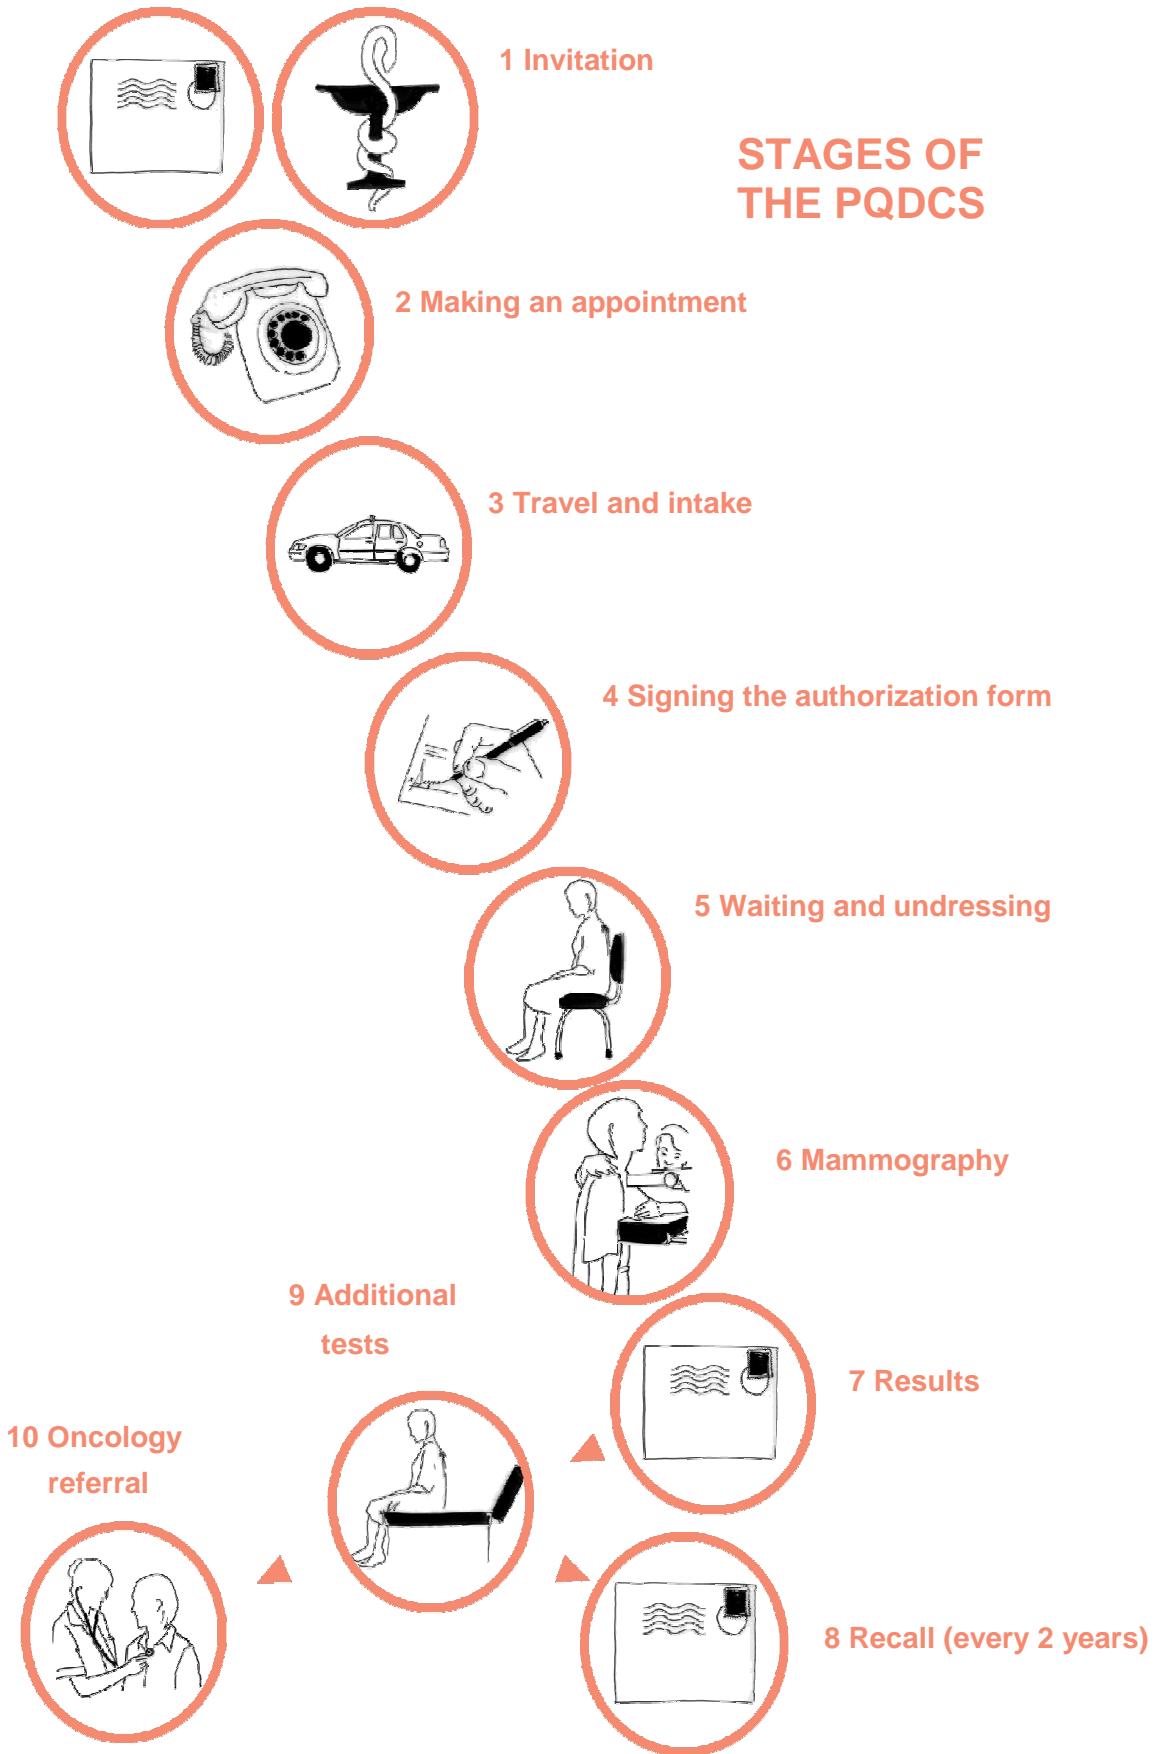 1 Invitation
STAGES OF
THE PQDCS
2 Making an appointment
3 Travel and intake
4 Signing the authorization form
5 Waiting and undressing
6 Mammography
9 Additional
tests
7 Results
10 Oncology
referral
8 Recall (every 2 years)